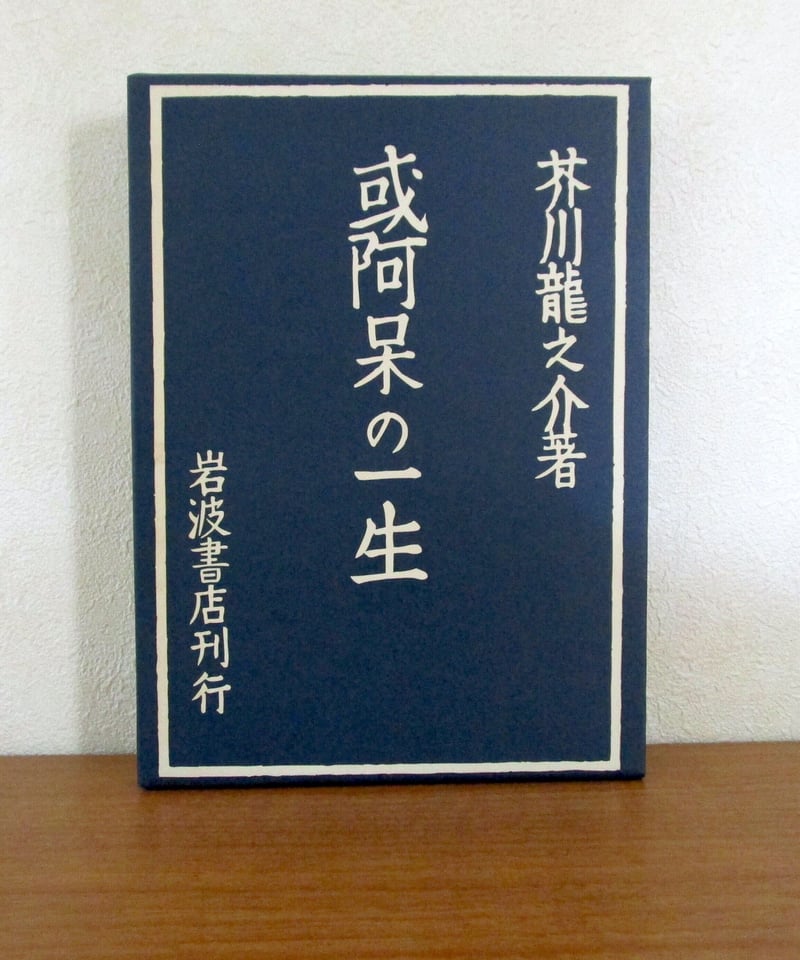 芥川龍之介著
或阿呆の一生
岩波書店刊行